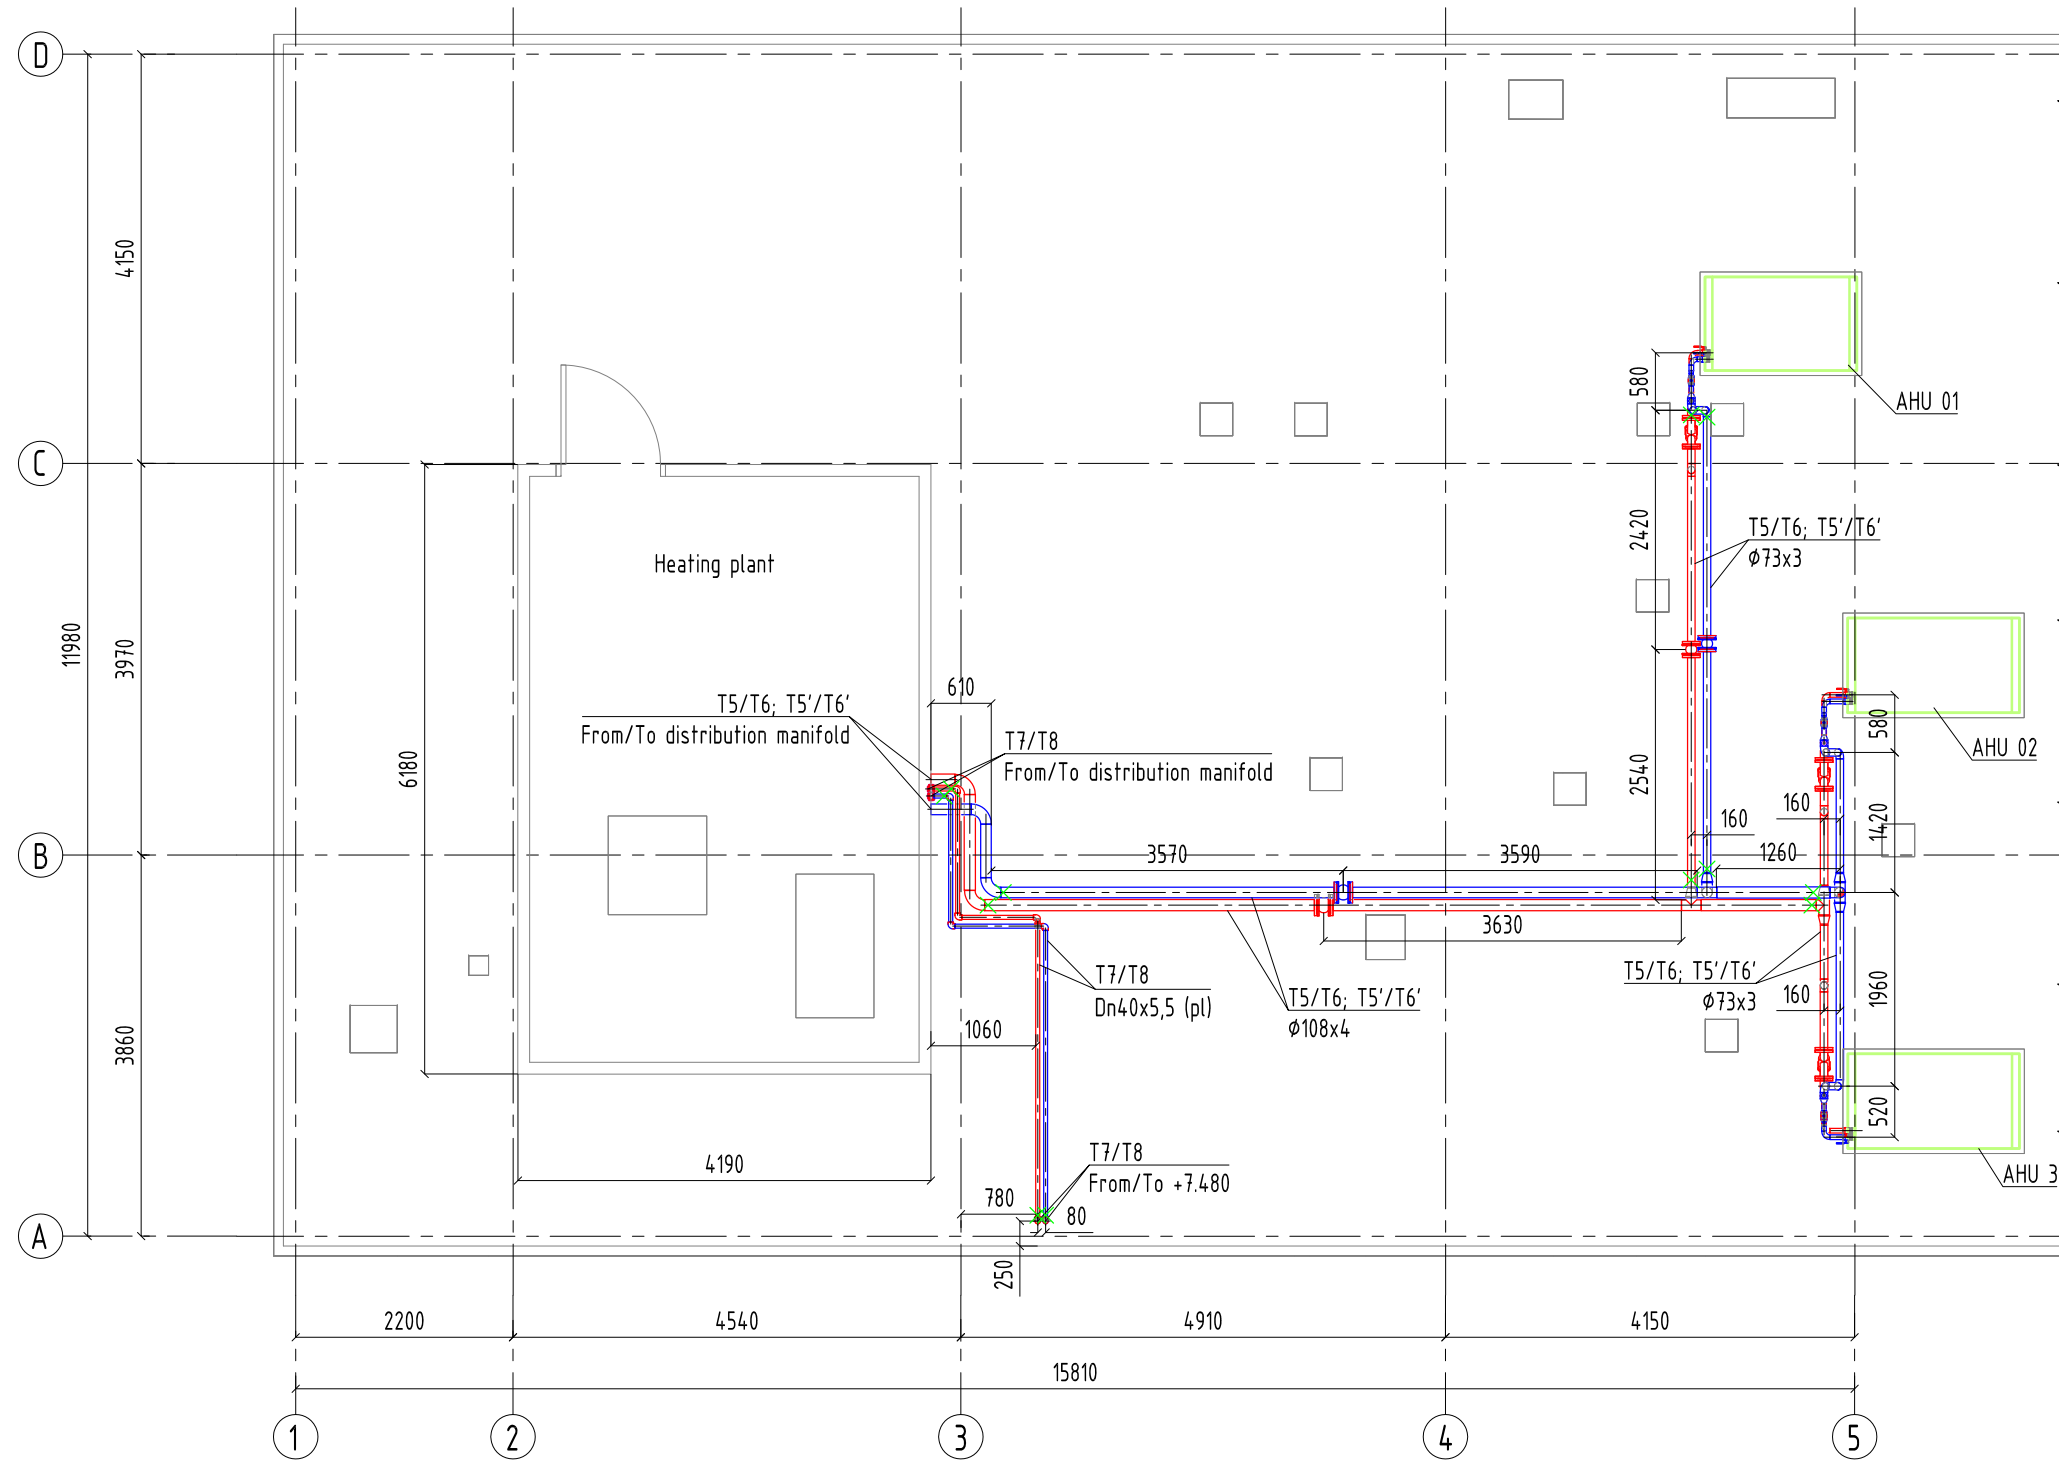 D
4150
580
AHU 01
C
2420
T5/T6; T5'/T6'
Ø73x3
Heating plant
11980
3970
610
T5/T6; T5'/T6'
From/To distribution manifold
T7/T8
From/To distribution manifold
580
AHU 02
6180
2540
160
160
1420
B
3570
3590
1260
3630
T7/T8
Dn40x5,5 (pl)
T5/T6; T5'/T6'
Ø108x4
T5/T6; T5'/T6'
Ø73x3
160
1960
3860
1060
520
4190
T7/T8
From/To +7.480
AHU 3
780
80
A
250
2200
4540
4910
4150
15810
1
2
3
4
5